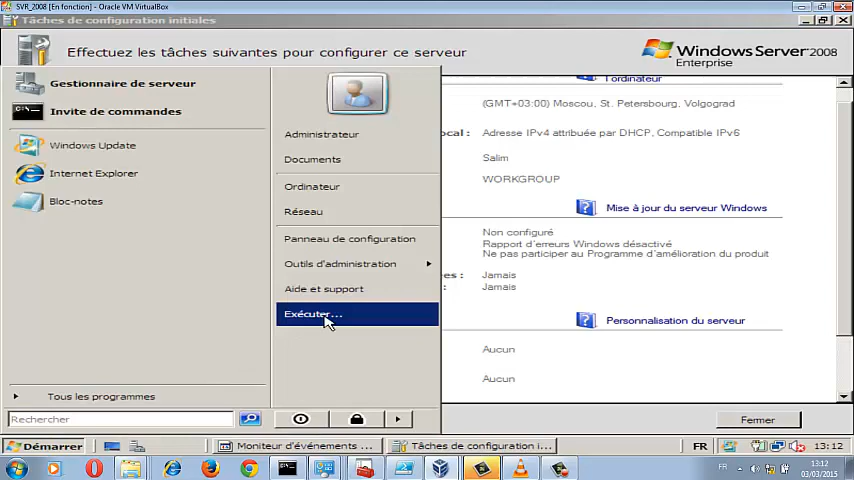 SVR_2008 [En fonction] - Oracle VM VirtualBox
Tâches de configuration initiales
Effectuez les tâches suivantes pour configurer ce serveur
Windows Server 2008
Enterprise
Gestionnaire de serveur
Invite de commandes
Windows Update
Internet Explorer
Bloc-notes
Tous les programmes
Rechercher
Administrateur
Documents
Ordinateur
Réseau
Panneau de configuration
Outils d'administration
Aide et support
Exécuter...
l'ordinateur
(GMT+03:00) Moscou, St. Petersbourg, Volgograd
ocal : Adresse IPv4 attribuée par DHCP, Compatible IPv6
Salim
WORKGROUP
Mise à jour du serveur Windows
Non configuré
Rapport d'erreurs Windows désactivé
Ne pas participer au Programme d'amélioration du produit
es : Jamais
: Jamais
Personnalisation du serveur
Aucun
Aucun
Fermer
Démarrer
Moniteur d'événements ...
Tâches de configuration i...
FR
13:12
FR
13:12
03/03/2015